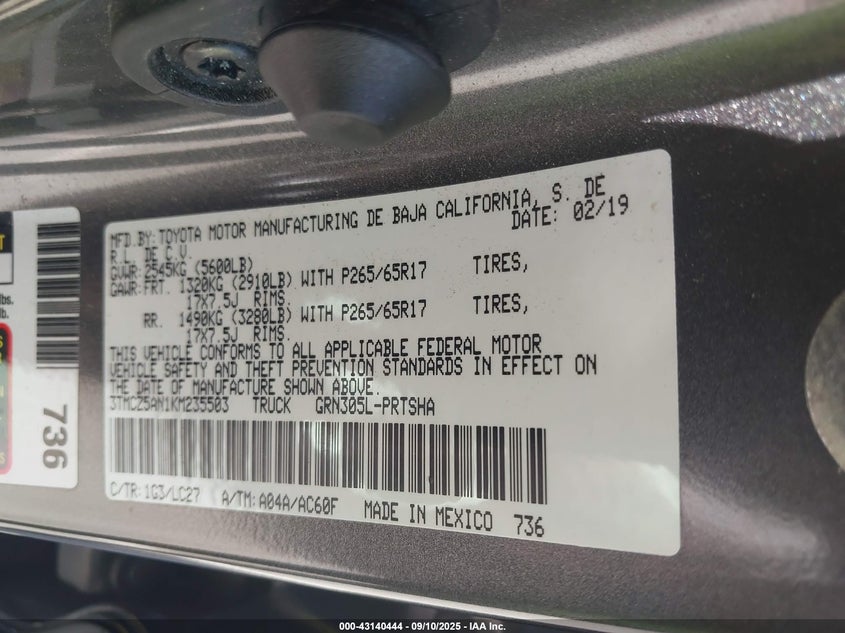 MFD. BY: TOYOTA MOTOR MANUFACTURING DE BAJA CALIFORNIA, S. DE
R.L. DE C.V. DATE: 02/19
GVWR: 2545KG (5600LB)
GAWR: FRT. 1320KG (2910LB) WITH P265/65R17 TIRES,
17X7.5J RIMS.
RR. 1490KG (3280LB) WITH P265/65R17 TIRES,
17X7.5J RIMS.
THIS VEHICLE CONFORMS TO ALL APPLICABLE FEDERAL MOTOR
VEHICLE SAFETY AND THEFT PREVENTION STANDARDS IN EFFECT ON
THE DATE OF MANUFACTURE SHOWN ABOVE.
3TMCZ5AN1KM235503 TRUCK GRN305L-PRTSHA
C/TR: 1G3/LC27 A/TM: A04A/AC60F MADE IN MEXICO 736
736
lbs.
lb.
000-43140444 - 09/10/2025 - IAA Inc.